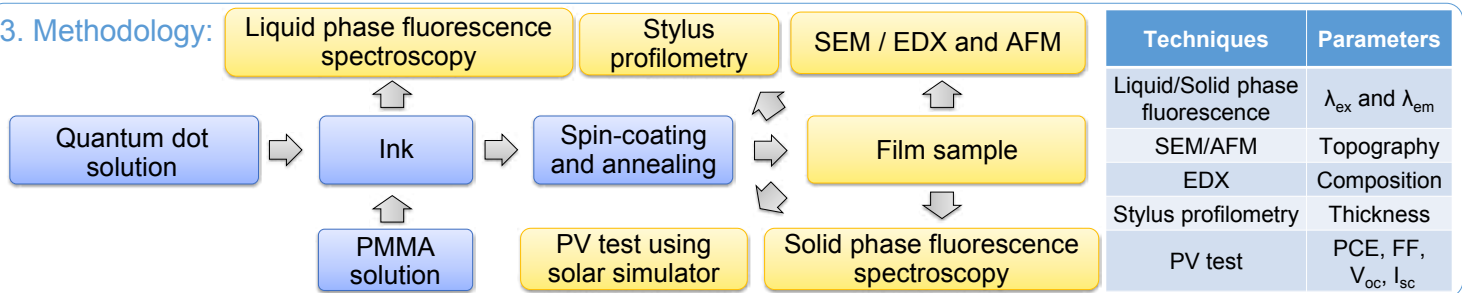 3. Methodology:
Liquid phase fluorescence
spectroscopy
Stylus
profilometry
SEM / EDX and AFM
Quantum dot
solution
Ink
Spin-coating
and annealing
Film sample
PMMA
solution
PV test using
solar simulator
Solid phase fluorescence
spectroscopy
Techniques Parameters
Liquid/Solid phase
fluorescence
λex and λem
SEM/AFM Topography
EDX Composition
Stylus profilometry Thickness
PV test
PCE, FF,
Voc, Isc